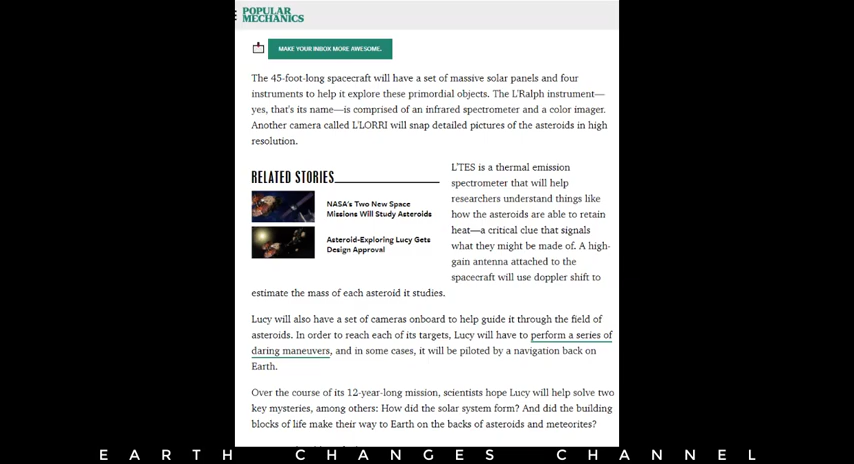 POPULAR
MECHANICS
MAKE YOUR INBOX MORE AWESOME.
The 45-foot-long spacecraft will have a set of massive solar panels and four
instruments to help it explore these primordial objects. The L'Ralph instrument—
yes, that's its name—is comprised of an infrared spectrometer and a color imager.
Another camera called L'LORRI will snap detailed pictures of the asteroids in high
resolution.
RELATED STORIES
NASA's Two New Space
Missions Will Study Asteroids
Asteroid-Exploring Lucy Gets
Design Approval
L'TES is a thermal emission
spectrometer that will help
researchers understand things like
how the asteroids are able to retain
heat—a critical clue that signals
what they might be made of. A high-
gain antenna attached to the
spacecraft will use doppler shift to
estimate the mass of each asteroid it studies.
Lucy will also have a set of cameras onboard to help guide it through the field of
asteroids. In order to reach each of its targets, Lucy will have to perform a series of
daring maneuvers, and in some cases, it will be piloted by a navigation back on
Earth.
Over the course of its 12-year-long mission, scientists hope Lucy will help solve two
key mysteries, among others: How did the solar system form? And did the building
blocks of life make their way to Earth on the backs of asteroids and meteorites?
EARTH CHANGES CHANNEL